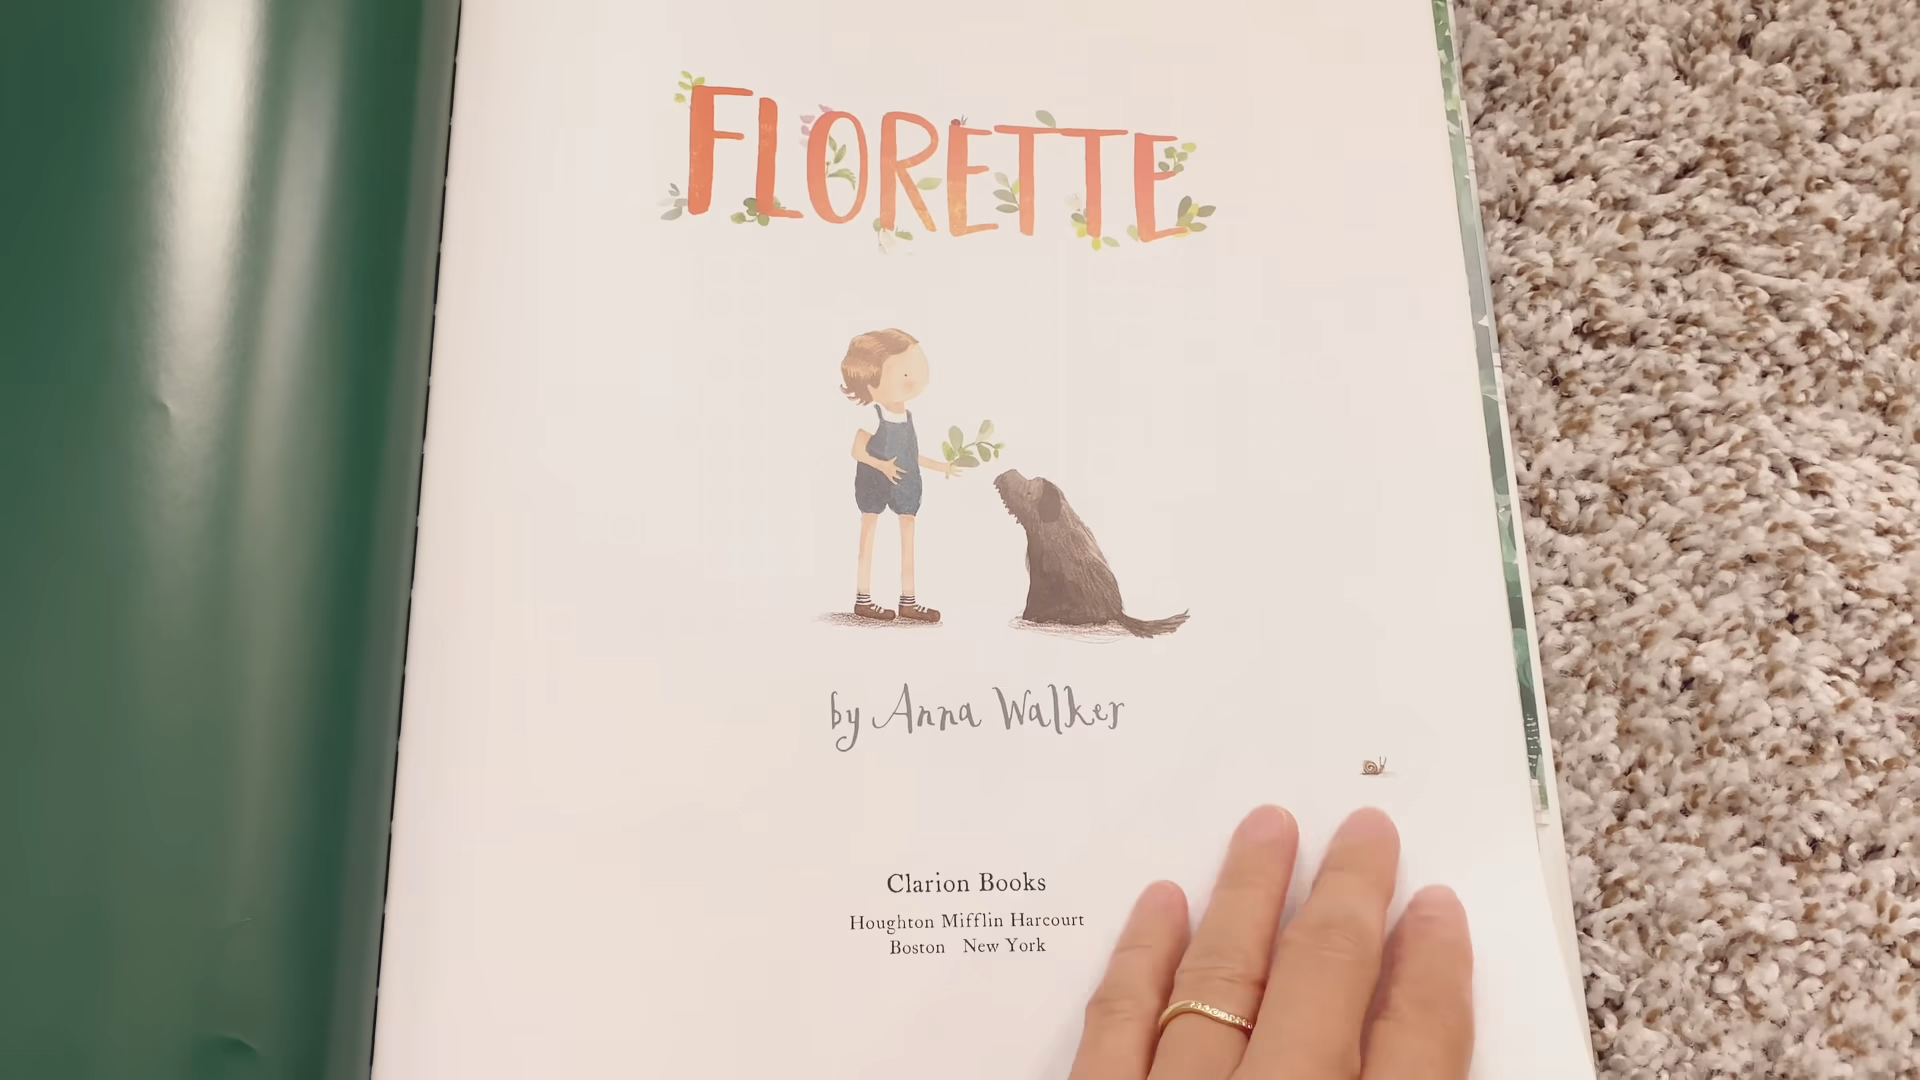 FLORETTE
by Anna Walker
Clarion Books
Houghton Mifflin Harcourt
Boston New York